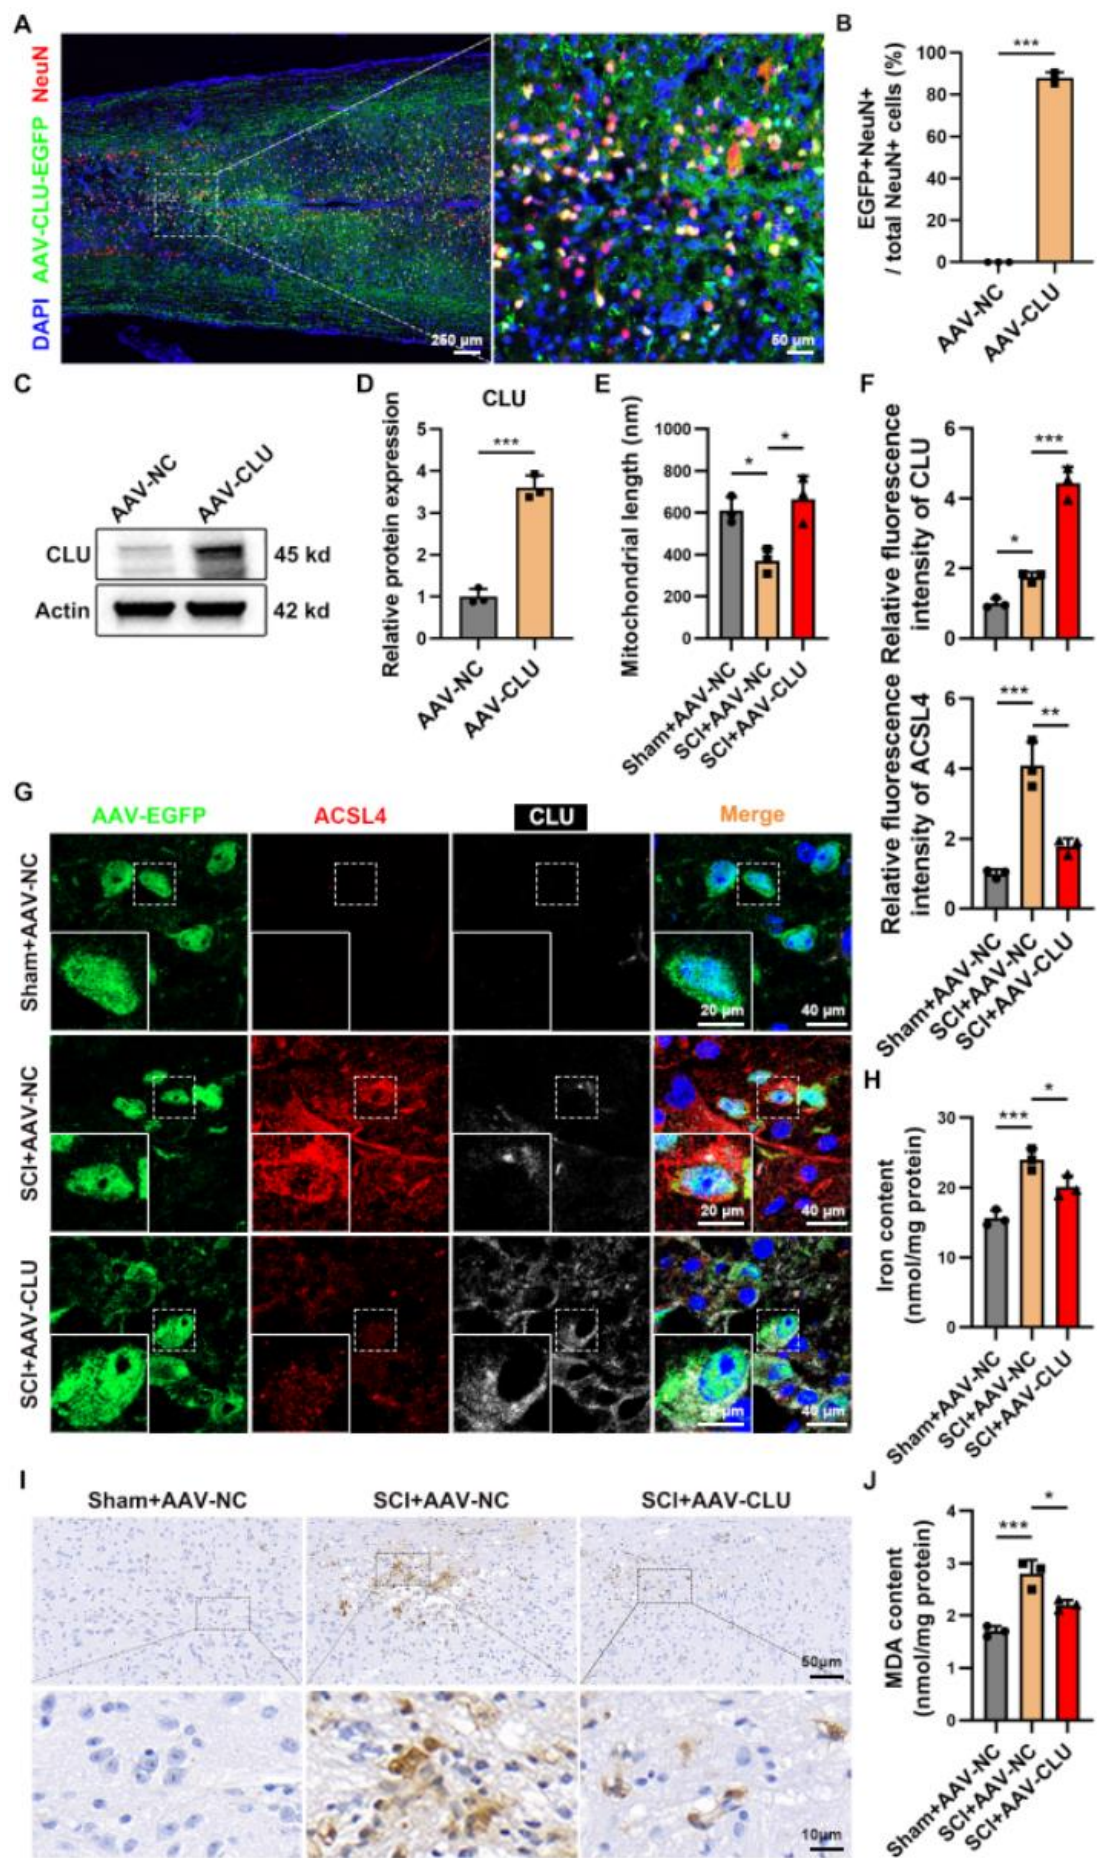 A
DAPI AAV-CLU-EGFP NeuN
250 µm
50 µm
B
EGFP+NeuN+
/ total NeuN+ cells (%)
100
80
60
40
20
0
***
AAV-NC
AAV-CLU
C
AAV-NC
AAV-CLU
CLU
45 kd
Actin
42 kd
D
CLU
Relative protein expression
5
4
3
2
1
0
***
AAV-NC
AAV-CLU
E
Mitochondrial length (nm)
1000
800
600
400
200
0
*
*
Sham+AAV-NC
SCI+AAV-NC
SCI+AAV-CLU
F
Relative fluorescence
intensity of CLU
6
4
2
0
*
***
Relative fluorescence
intensity of ACSL4
6
4
2
0
***
**
Sham+AAV-NC
SCI+AAV-NC
SCI+AAV-CLU
G
AAV-EGFP
ACSL4
CLU
Merge
Sham+AAV-NC
20 µm
40 µm
SCI+AAV-NC
20 µm
40 µm
SCI+AAV-CLU
20 µm
40 µm
H
Iron content
(nmol/mg protein)
30
20
10
0
***
*
Sham+AAV-NC
SCI+AAV-NC
SCI+AAV-CLU
I
Sham+AAV-NC
SCI+AAV-NC
SCI+AAV-CLU
50µm
10µm
J
MDA content
(nmol/mg protein)
4
3
2
1
0
***
*
Sham+AAV-NC
SCI+AAV-NC
SCI+AAV-CLU